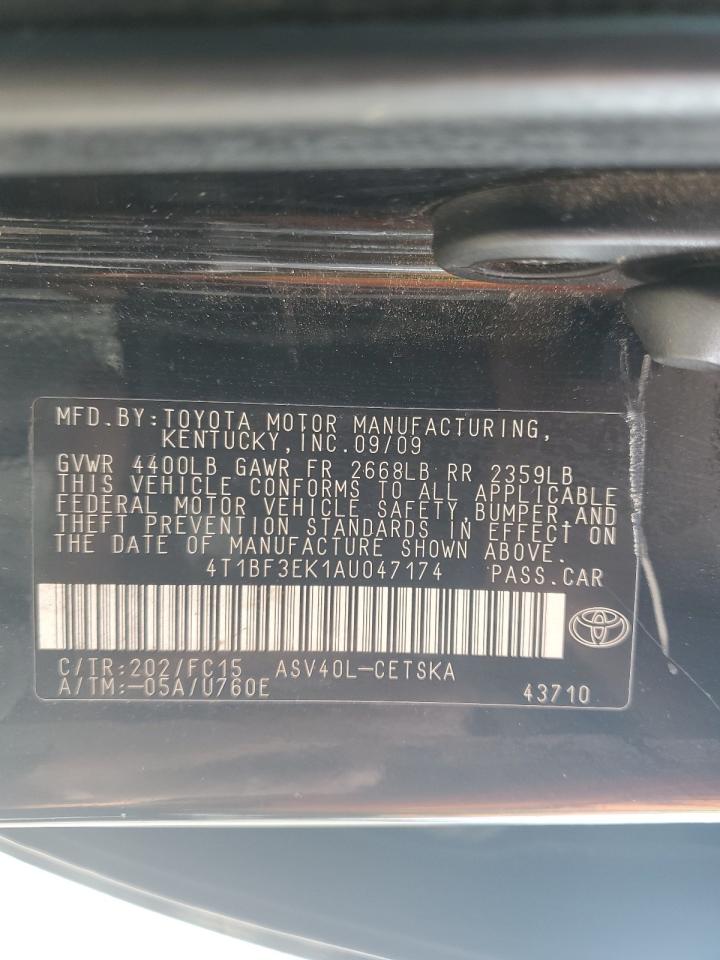 MFD.BY:TOYOTA MOTOR MANUFACTURING,
KENTUCKY,INC.09/09
GVWR 4400LB GAWR FR 2668LB RR 2359LB
THIS VEHICLE CONFORMS TO ALL APPLICABLE
FEDERAL MOTOR VEHICLE SAFETY,BUMPER,AND
THEFT PREVENTION STANDARDS IN EFFECT ON
THE DATE OF MANUFACTURE SHOWN ABOVE.
4T1BF3EK1AU047174 PASS.CAR
C/TR:202/FC15 ASV40L-CETSKA
A/TM:-05A/U760E 43710